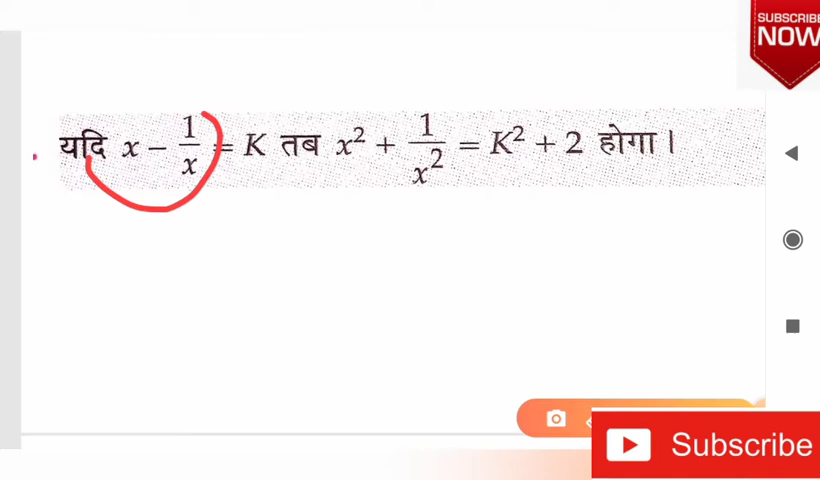 SUBSCRIBE
NOW
यदि x − 1/x = K तब x² + 1/x² = K² + 2 होगा।
Subscribe